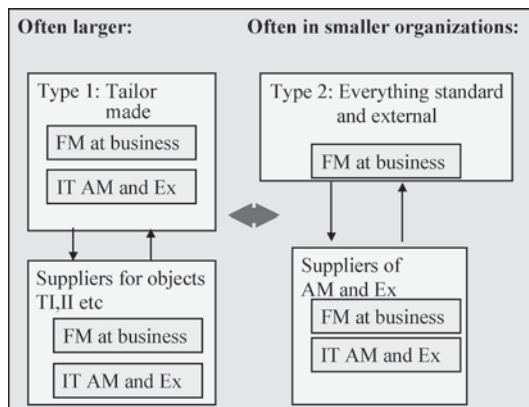 Often larger:
Often in smaller organizations:
Type 1: Tailor
made
FM at business
IT AM and Ex
Type 2: Everything standard
and external
FM at business
Suppliers for objects
TI,II etc
FM at business
IT AM and Ex
Suppliers of
AM and Ex
FM at business
IT AM and Ex